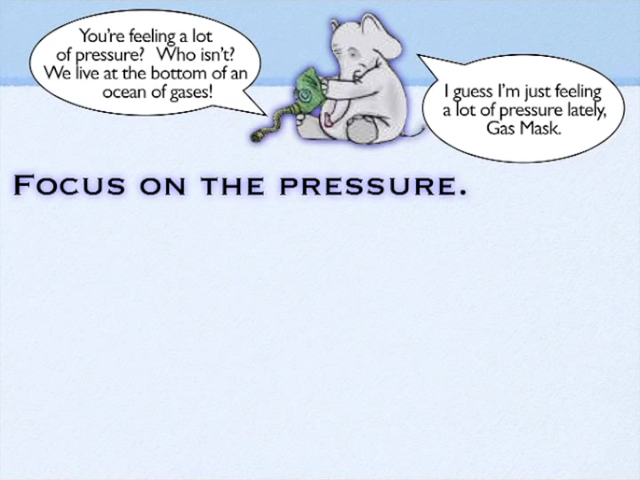 You're feeling a lot
of pressure? Who isn't?
We live at the bottom of an
ocean of gases!
I guess I'm just feeling
a lot of pressure lately,
Gas Mask.
Focus on the pressure.